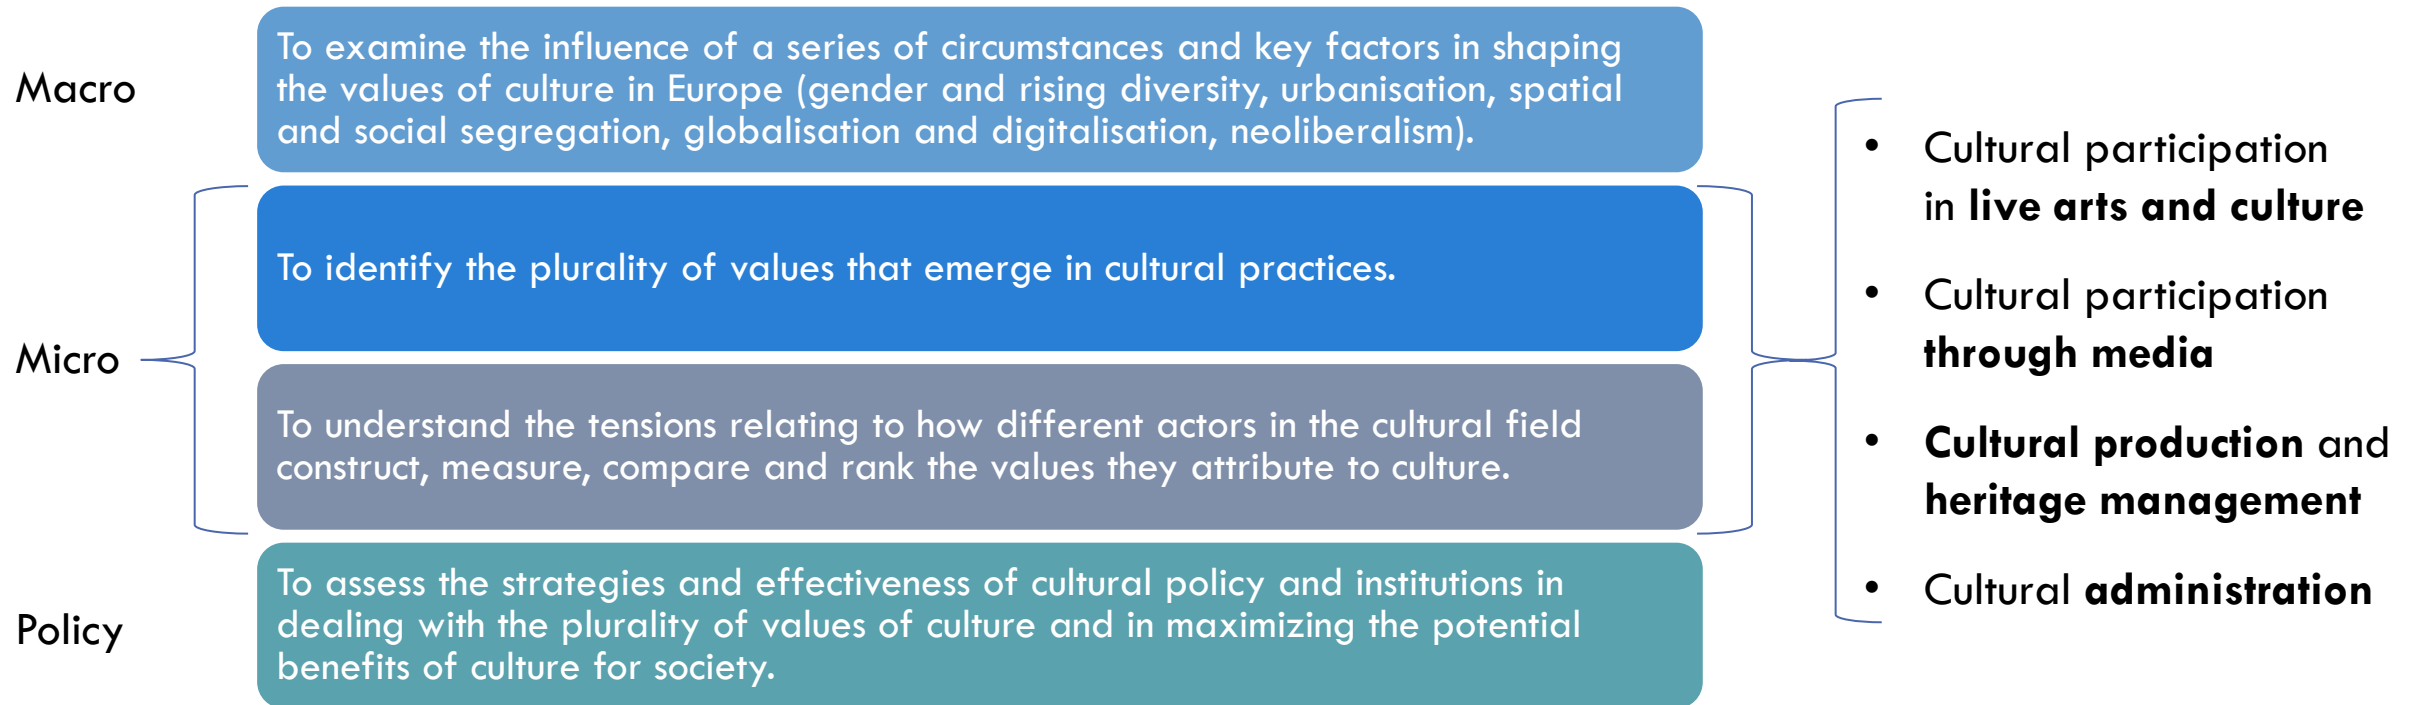 Macro
To examine the influence of a series of circumstances and key factors in shaping
the values of culture in Europe (gender and rising diversity, urbanisation, spatial
and social segregation, globalisation and digitalisation, neoliberalism).
Micro
To identify the plurality of values that emerge in cultural practices.
To understand the tensions relating to how different actors in the cultural field
construct, measure, compare and rank the values they attribute to culture.
Policy
To assess the strategies and effectiveness of cultural policy and institutions in
dealing with the plurality of values of culture and in maximizing the potential
benefits of culture for society.
• Cultural participation
in live arts and culture
• Cultural participation
through media
• Cultural production and
heritage management
• Cultural administration